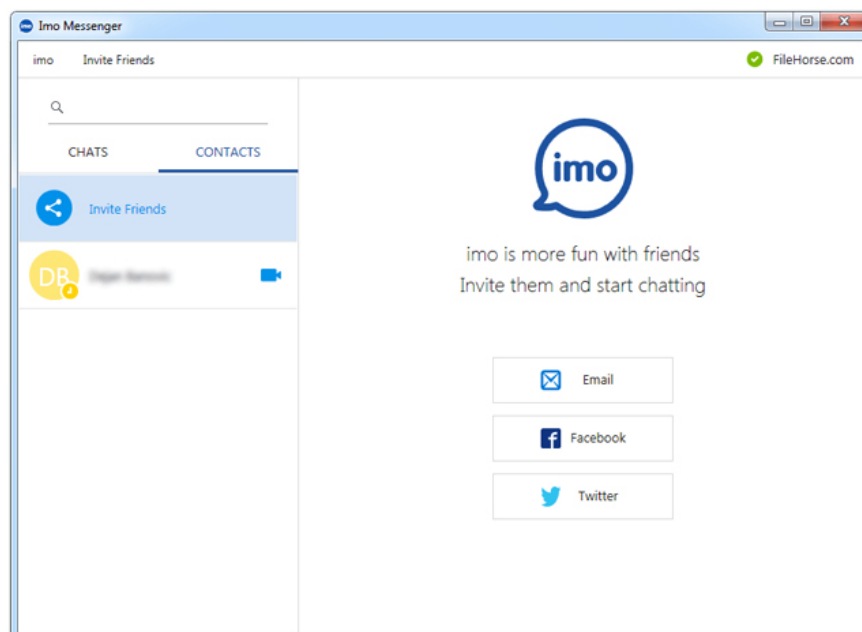 imo Imo Messenger
imo Invite Friends FileHorse.com
CHATS CONTACTS
Invite Friends
DB
imo
imo is more fun with friends
Invite them and start chatting
Email
Facebook
Twitter